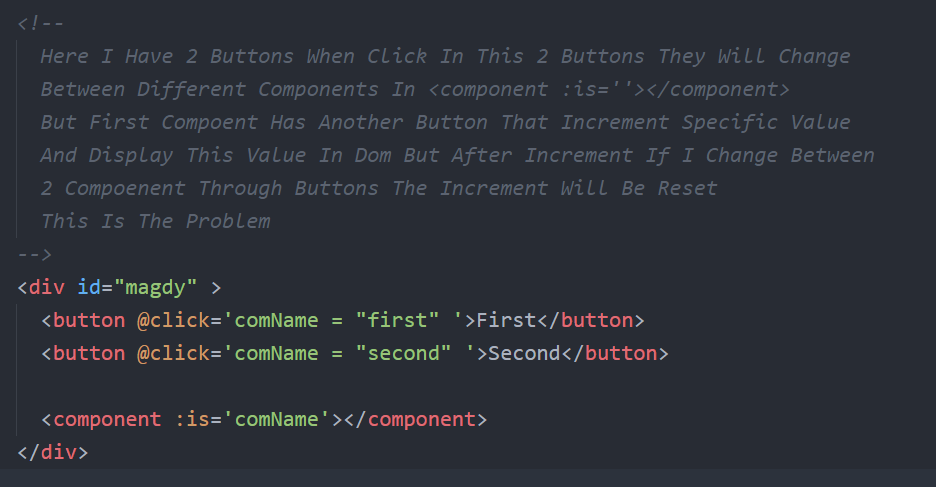 <!--
Here I Have 2 Buttons When Click In This 2 Buttons They Will Change
Between Different Components In <component :is=''></component>
But First Compoent Has Another Button That Increment Specific Value
And Display This Value In Dom But After Increment If I Change Between
2 Compoenent Through Buttons The Increment Will Be Reset
This Is The Problem
-->
<div id="magdy" >
<button @click='comName = "first" '>First</button>
<button @click='comName = "second" '>Second</button>
<component :is='comName'></component>
</div>